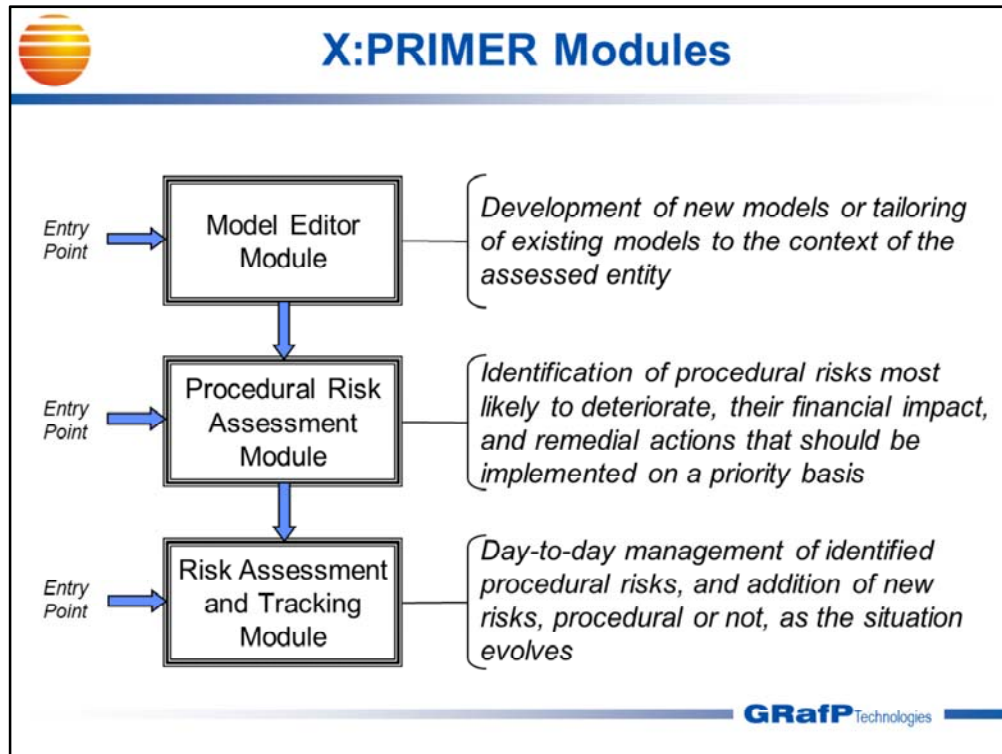 X:PRIMER Modules
Entry
Point
Model Editor
Module
Development of new models or tailoring
of existing models to the context of the
assessed entity
Entry
Point
Procedural Risk
Assessment
Module
Identification of procedural risks most
likely to deteriorate, their financial impact,
and remedial actions that should be
implemented on a priority basis
Entry
Point
Risk Assessment
and Tracking
Module
Day-to-day management of identified
procedural risks, and addition of new
risks, procedural or not, as the situation
evolves
GRafP Technologies